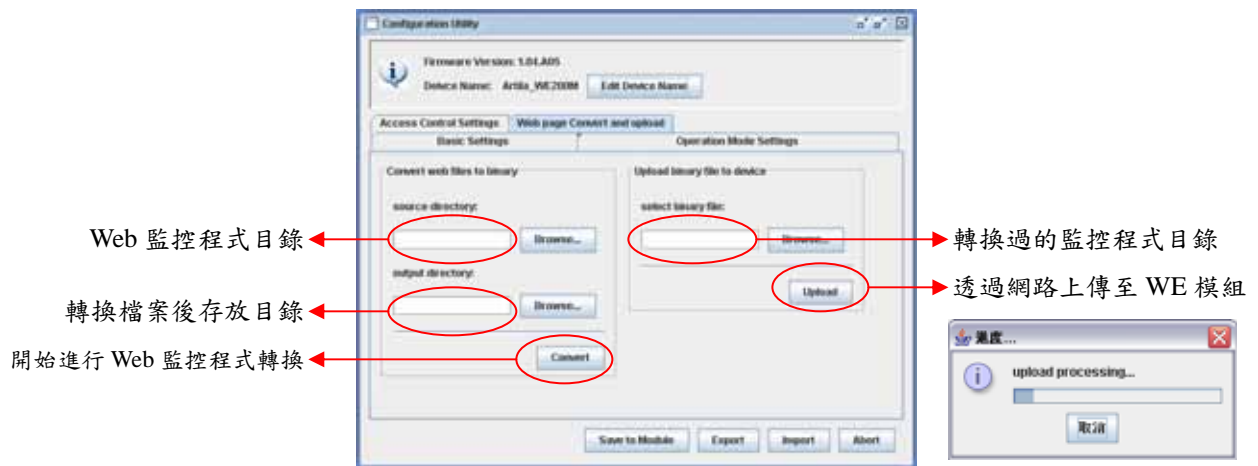 Configuration Utility
Firmware Version: 1.04.A05
Device Name: Artila_WE200M Edit Device Name
Access Control Settings Web page Convert and upload
Basic Settings Operation Mode Settings
Convert web files to binary
source directory:
Browse...
output directory:
Browse...
Convert
Upload binary file to device
select binary file:
Browse...
Upload
Save to Module Export Import Abort
Web 監控程式目錄
轉換檔案後存放目錄
開始進行 Web 監控程式轉換
轉換過的監控程式目錄
透過網路上傳至 WE 模組
進度...
upload processing...
取消